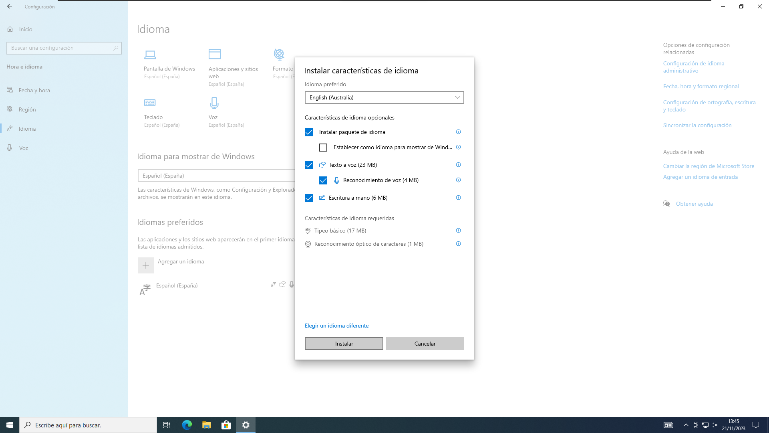 Configuración
Inicio
Buscar una configuración
Hora e idioma
Fecha y hora
Región
Idioma
Voz
Idioma
Pantalla de Windows
Español (España)
Aplicaciones y sitios
web
Español (España)
Formato
Teclado
Español (España)
Voz
Español (España)
Idioma para mostrar de Windows
Español (España)
Las características de Windows, como Configuración y Explorador
archivos, se mostrarán en este idioma.
Idiomas preferidos
Las aplicaciones y los sitios web aparecerán en el primer idioma
lista de idiomas admitidos.
Agregar un idioma
Español (España)
Instalar características de idioma
Idioma preferido
English (Australia)
Características de idioma opcionales
Instalar paquete de idioma
Establecer como idioma para mostrar de Wind...
Texto a voz (23 MB)
Reconocimiento de voz (4 MB)
Escritura a mano (6 MB)
Características de idioma requeridas
Tipeo básico (17 MB)
Reconocimiento óptico de caracteres (1 MB)
Elegir un idioma diferente
Instalar
Cancelar
Opciones de configuración
relacionadas
Configuración de idioma
administrativo
Fecha, hora y formato regional
Configuración de ortografía, escritura
y teclado
Sincronizar la configuración
Ayuda de la web
Cambiar la región de Microsoft Store
Agregar un idioma de entrada
Obtener ayuda
Escribe aquí para buscar.
13:45